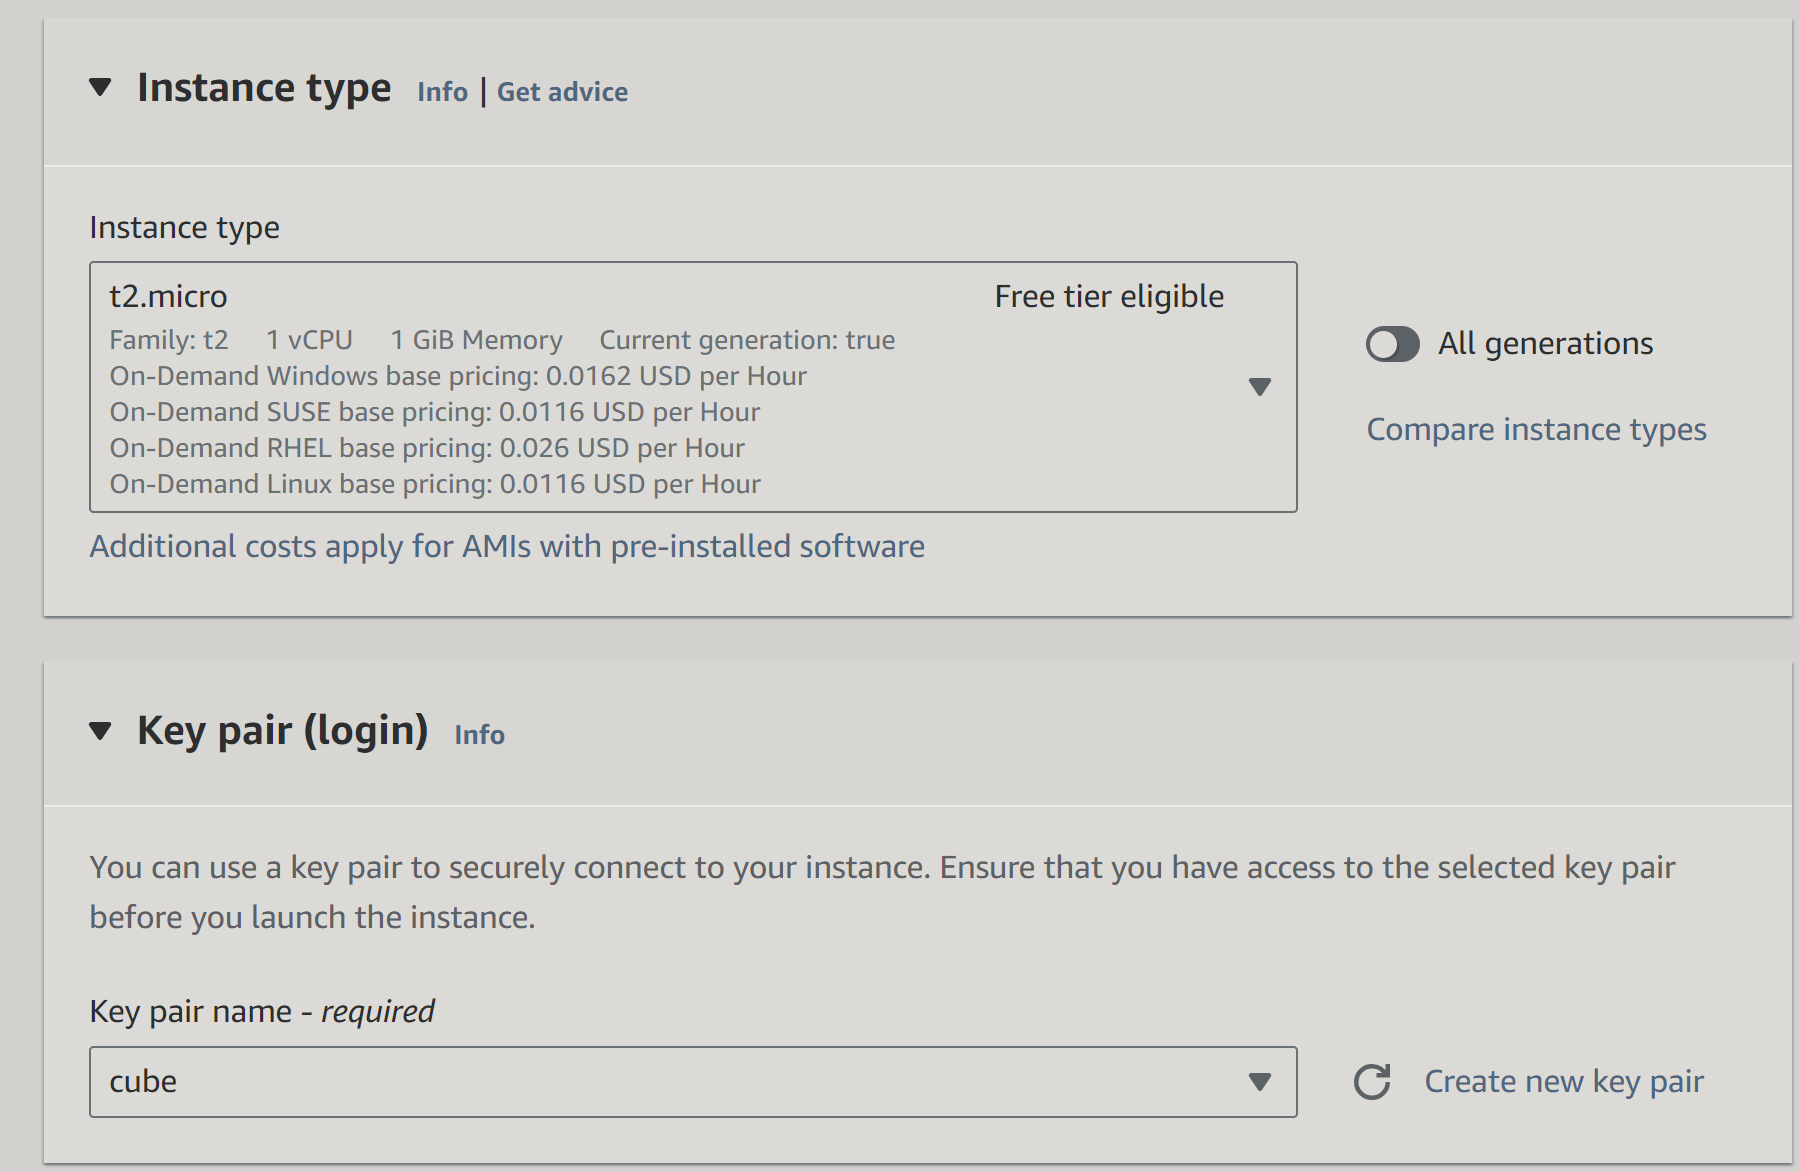 Instance type Info | Get advice
Instance type
t2.micro Free tier eligible
Family: t2 1 vCPU 1 GiB Memory Current generation: true
On-Demand Windows base pricing: 0.0162 USD per Hour
On-Demand SUSE base pricing: 0.0116 USD per Hour
On-Demand RHEL base pricing: 0.026 USD per Hour
On-Demand Linux base pricing: 0.0116 USD per Hour
All generations
Compare instance types
Additional costs apply for AMIs with pre-installed software
Key pair (login) Info
You can use a key pair to securely connect to your instance. Ensure that you have access to the selected key pair
before you launch the instance.
Key pair name - required
cube
Create new key pair